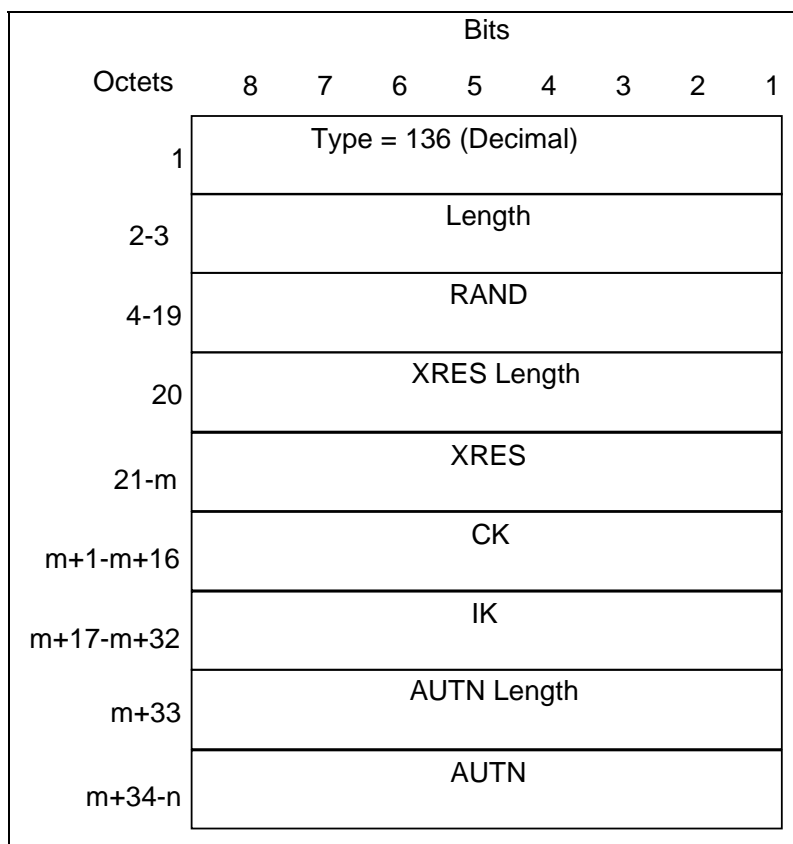 Bits
Octets 8 7 6 5 4 3 2 1
1 Type = 136 (Decimal)
2-3 Length
4-19 RAND
20 XRES Length
21-m XRES
m+1-m+16 CK
m+17-m+32 IK
m+33 AUTN Length
m+34-n AUTN